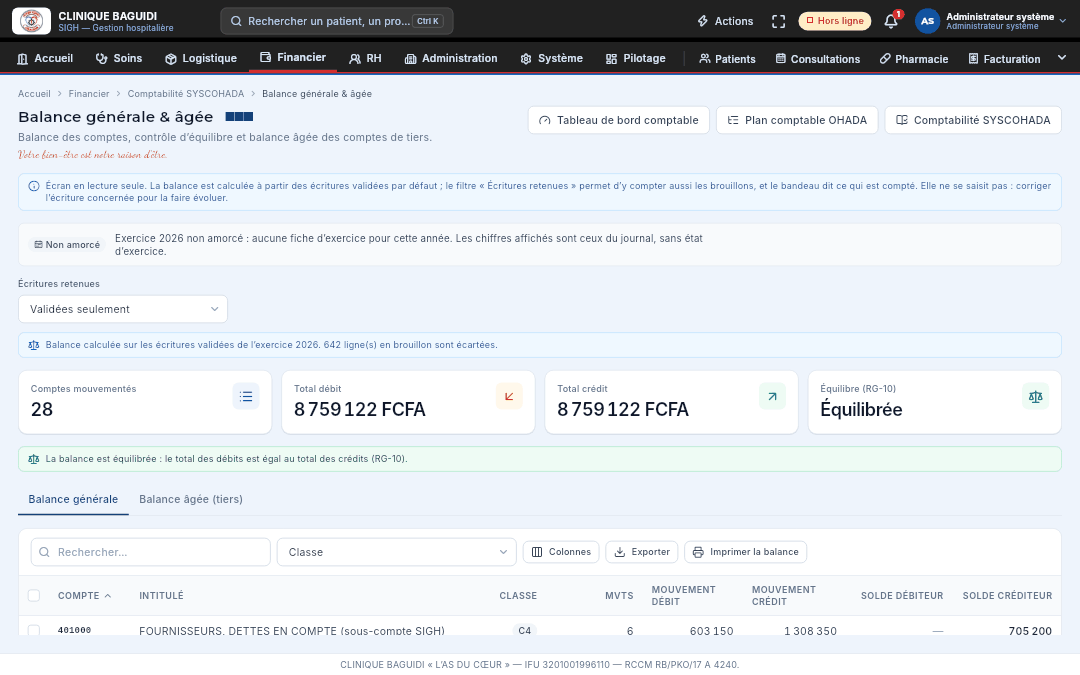 CLINIQUE BAGUIDI
SIGH — Gestion hospitalière
Rechercher un patient, un pro... Ctrl K
Actions
Hors ligne
1
AS
Administrateur système
Administrateur système
Accueil Soins Logistique Financier RH Administration Système Pilotage Patients Consultations Pharmacie Facturation
Accueil > Financier > Comptabilité SYSCOHADA > Balance générale & âgée
Balance générale & âgée
Balance des comptes, contrôle d'équilibre et balance âgée des comptes de tiers.
Votre bien-être est notre raison d'être.
Tableau de bord comptable
Plan comptable OHADA
Comptabilité SYSCOHADA
Écran en lecture seule. La balance est calculée à partir des écritures validées par défaut ; le filtre « Écritures retenues » permet d'y compter aussi les brouillons, et le bandeau dit ce qui est compté. Elle ne se saisit pas : corriger
l'écriture concernée pour la faire évoluer.
Non amorcé
Exercice 2026 non amorcé : aucune fiche d'exercice pour cette année. Les chiffres affichés sont ceux du journal, sans état
d'exercice.
Écritures retenues
Validées seulement
Balance calculée sur les écritures validées de l'exercice 2026. 642 ligne(s) en brouillon sont écartées.
Comptes mouvementés
28
Total débit
8 759 122 FCFA
Total crédit
8 759 122 FCFA
Équilibre (RG-10)
Équilibrée
La balance est équilibrée : le total des débits est égal au total des crédits (RG-10).
Balance générale
Balance âgée (tiers)
Rechercher...
Classe
Colonnes
Exporter
Imprimer la balance
COMPTE INTITULÉ CLASSE MVTS MOUVEMENT DÉBIT MOUVEMENT CRÉDIT SOLDE DÉBITEUR SOLDE CRÉDITEUR
401000 FOURNISSEURS, DETTES EN COMPTE (sous-compte SIGH) C4 6 603 150 1 308 350 — 705 200
CLINIQUE BAGUIDI « L'AS DU CŒUR » — IFU 3201001996110 — RCCM RB/PKO/17 A 4240.